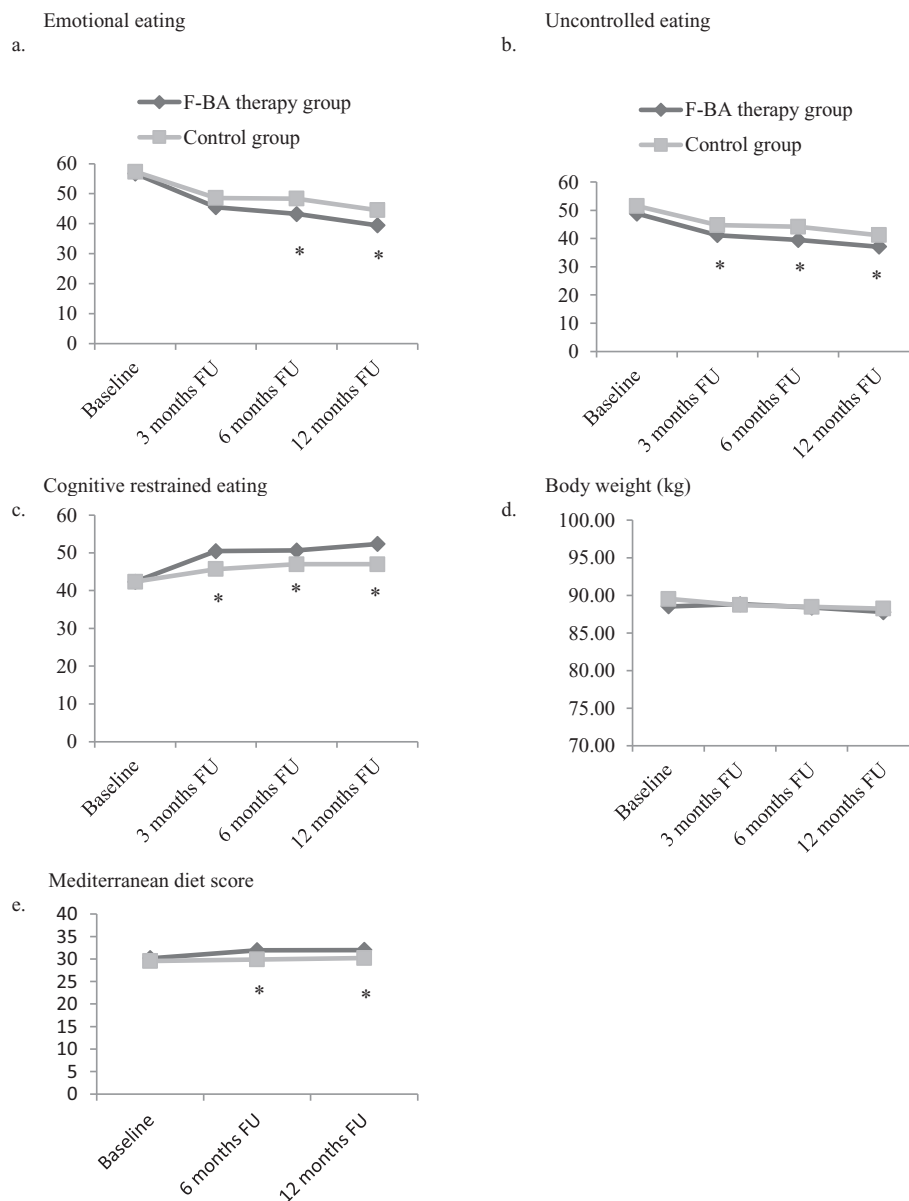 Emotional eating
a.
F-BA therapy group
Control group
60
50
40
30
20
10
0
*
*
Baseline
3 months FU
6 months FU
12 months FU
Uncontrolled eating
b.
F-BA therapy group
Control group
60
50
40
30
20
10
0
*
*
*
Baseline
3 months FU
6 months FU
12 months FU
Cognitive restrained eating
c.
60
50
40
30
20
10
0
*
*
*
Baseline
3 months FU
6 months FU
12 months FU
Body weight (kg)
d.
100.00
95.00
90.00
85.00
80.00
75.00
70.00
Baseline
3 months FU
6 months FU
12 months FU
Mediterranean diet score
e.
40
35
30
25
20
15
10
5
0
*
*
Baseline
6 months FU
12 months FU